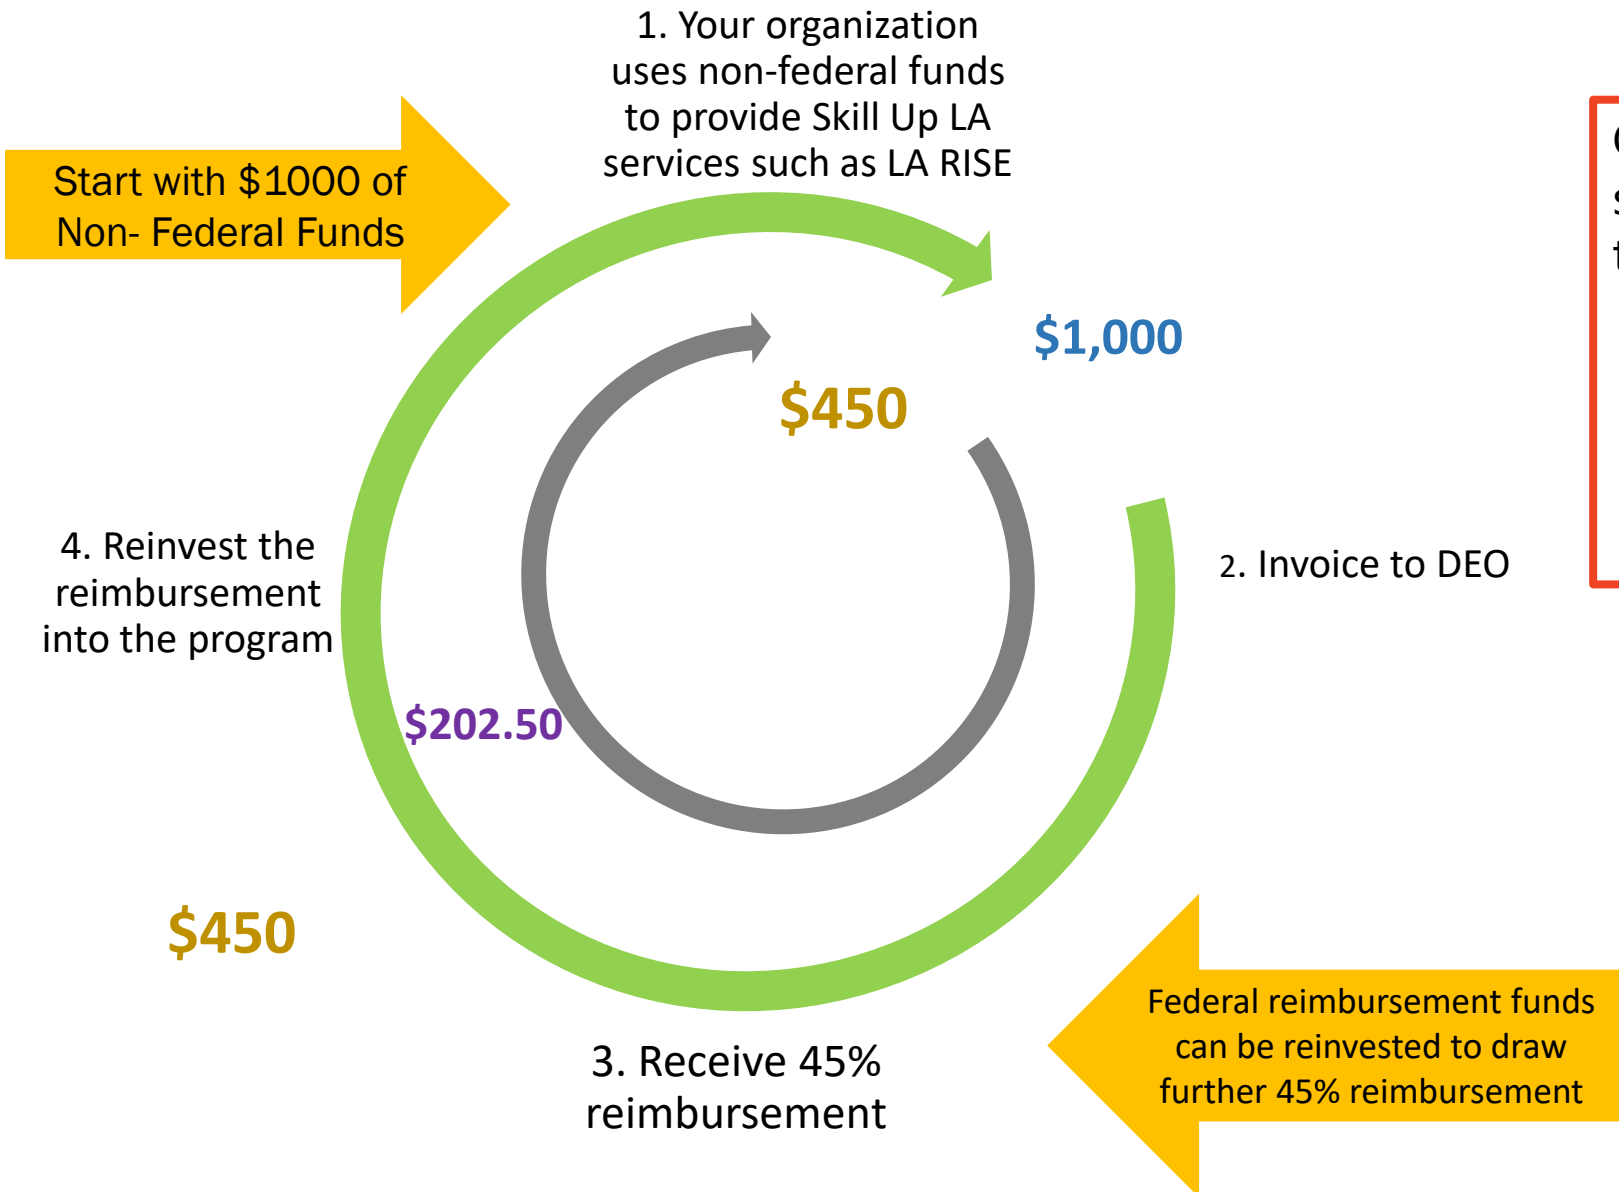 1. Your organization
uses non-federal funds
to provide Skill Up LA
services such as LA RISE
Start with $1000 of
Non- Federal Funds
$1,000
$450
2. Invoice to DEO
4. Reinvest the
reimbursement
into the program
$202.50
$450
3. Receive 45%
reimbursement
Federal reimbursement funds
can be reinvested to draw
further 45% reimbursement